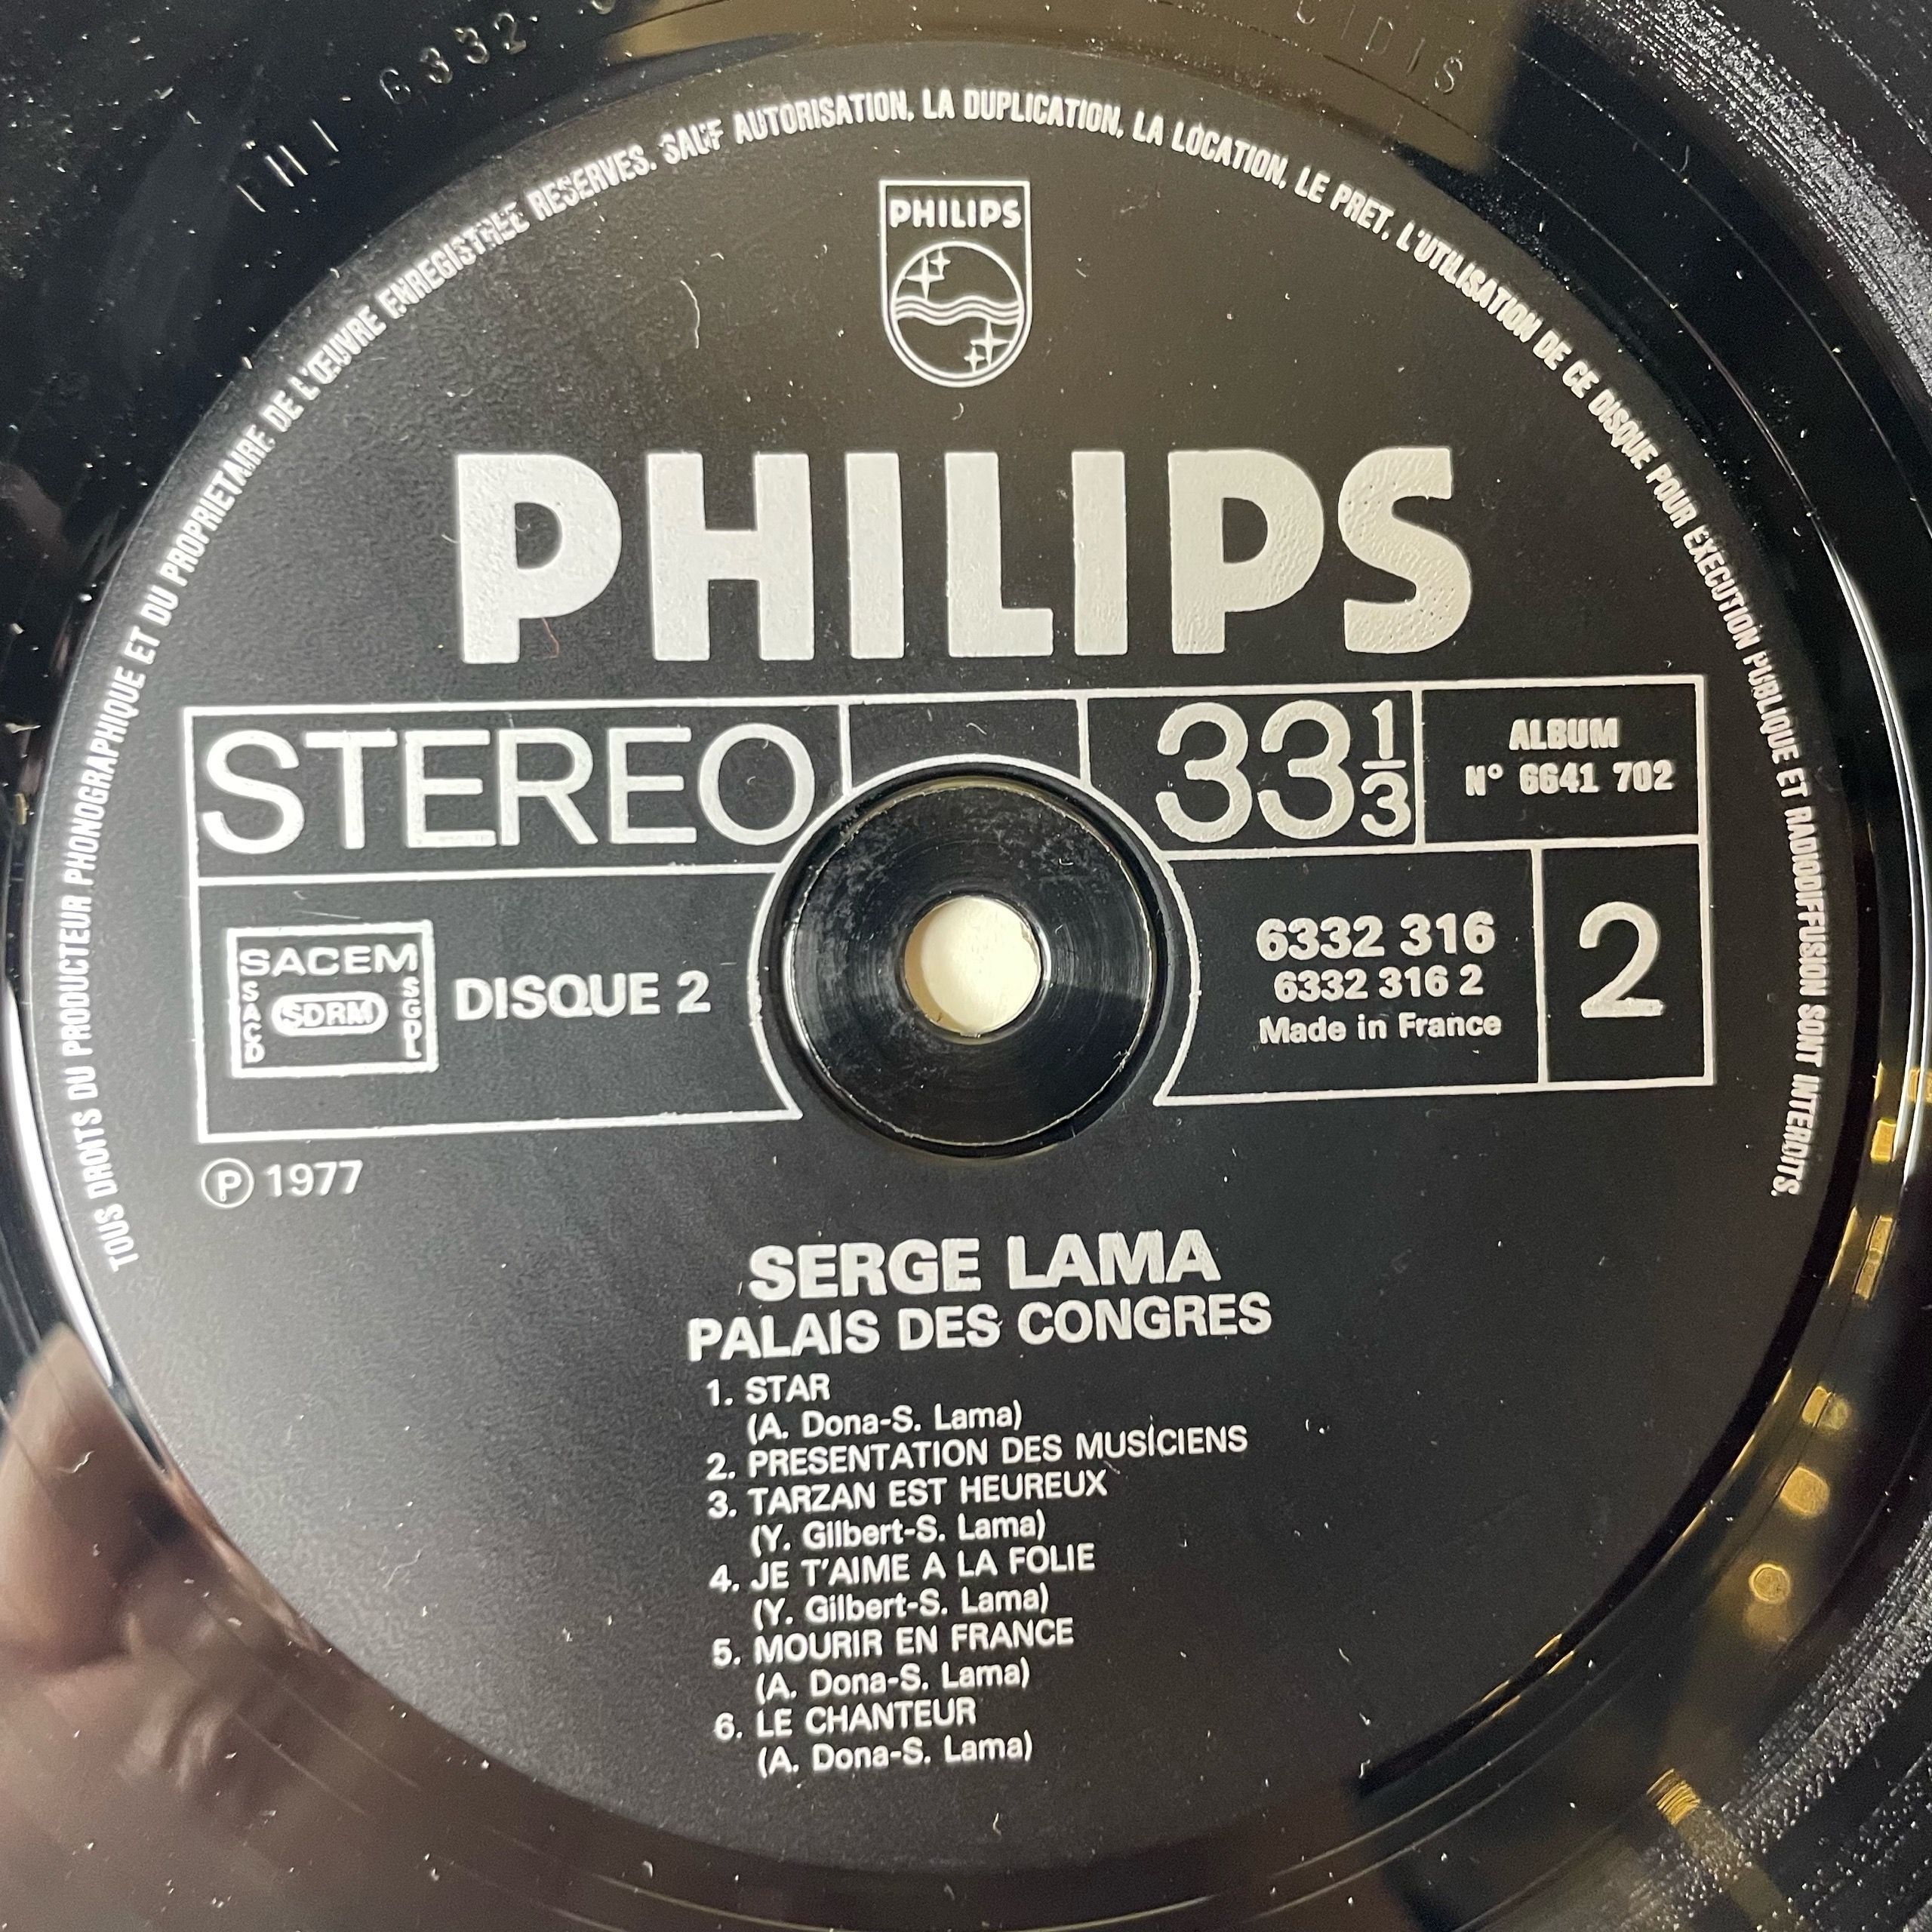 PHI 6332
SIDIS
TOUS DROITS DU PRODUCTEUR PHONOGRAPHIQUE ET DU PROPRIETAIRE DE L'ŒUVRE ENREGISTREE RESERVES. SAUF AUTORISATION, LA DUPLICATION, LA LOCATION, LE PRET, L'UTILISATION DE CE DISQUE POUR EXECUTION PUBLIQUE ET RADIODIFFUSION SONT INTERDITS.
PHILIPS
PHILIPS
STEREO
33 1/3
ALBUM
N° 6641 702
SACEM
SACD
SDRM
SGDL
DISQUE 2
6332 316
6332 316 2
Made in France
2
Ⓟ 1977
SERGE LAMA
PALAIS DES CONGRES
1. STAR
(A. Dona-S. Lama)
2. PRESENTATION DES MUSICIENS
3. TARZAN EST HEUREUX
(Y. Gilbert-S. Lama)
4. JE T'AIME A LA FOLIE
(Y. Gilbert-S. Lama)
5. MOURIR EN FRANCE
(A. Dona-S. Lama)
6. LE CHANTEUR
(A. Dona-S. Lama)